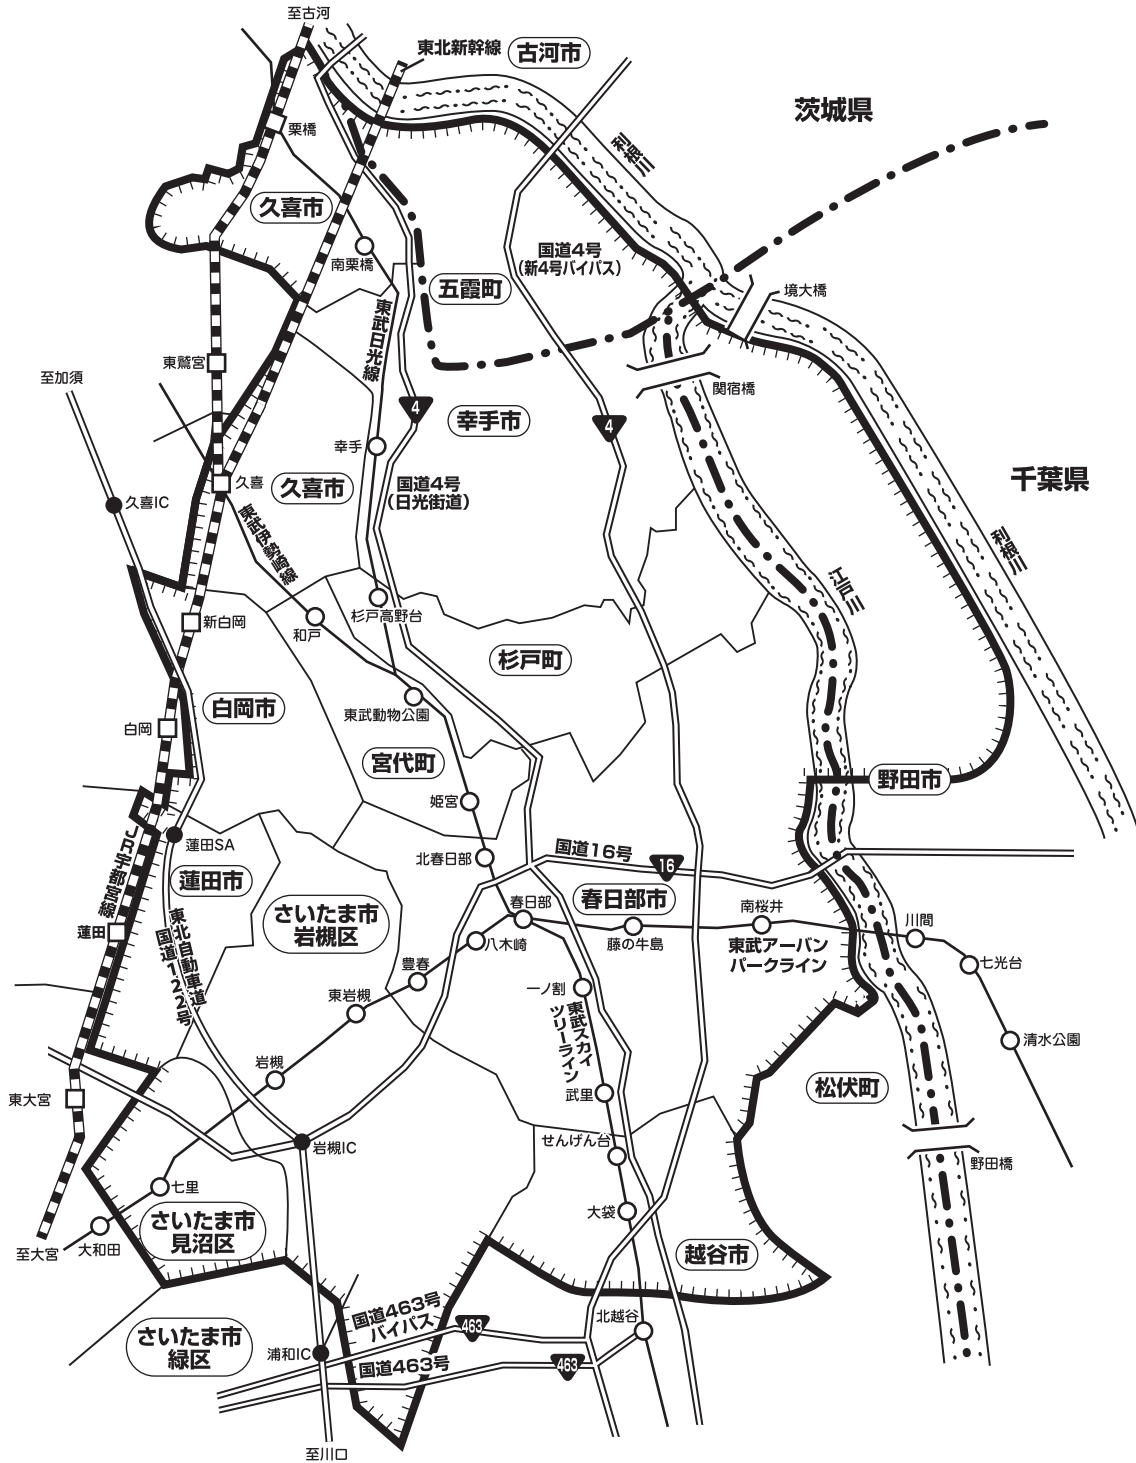 至古河
東北新幹線
古河市
茨城県
栗橋
利根川
久喜市
南栗橋
国道4号
(新4号バイパス)
五霞町
境大橋
東武日光線
東鷲宮
至加須
関宿橋
4
幸手市
4
幸手
千葉県
久喜
久喜市
国道4号
(日光街道)
久喜IC
東武伊勢崎線
利根川
江戸川
新白岡
和戸
杉戸高野台
杉戸町
白岡市
東武動物公園
白岡
宮代町
野田市
姫宮
JR宇都宮線
蓮田SA
北春日部
国道16号
16
蓮田市
さいたま市
岩槻区
春日部
春日部市
南桜井
川間
蓮田
東北自動車道
国道122号
八木崎
藤の牛島
東武アーバン
パークライン
豊春
七光台
東岩槻
一ノ割
東武スカイ
ツリーライン
清水公園
岩槻
武里
松伏町
東大宮
せんげん台
岩槻IC
野田橋
七里
大袋
さいたま市
見沼区
至大宮
大和田
越谷市
国道463号
バイパス
463
北越谷
さいたま市
緑区
浦和IC
国道463号
463
至川口